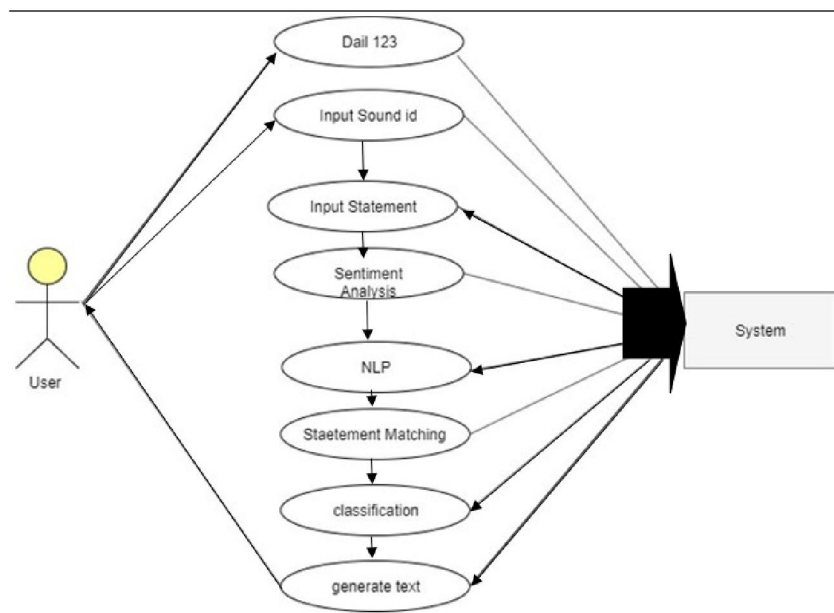 Dail 123
Input Sound id
Input Statement
Sentiment
Analysis
NLP
Staetement Matching
classification
generate text
User
System